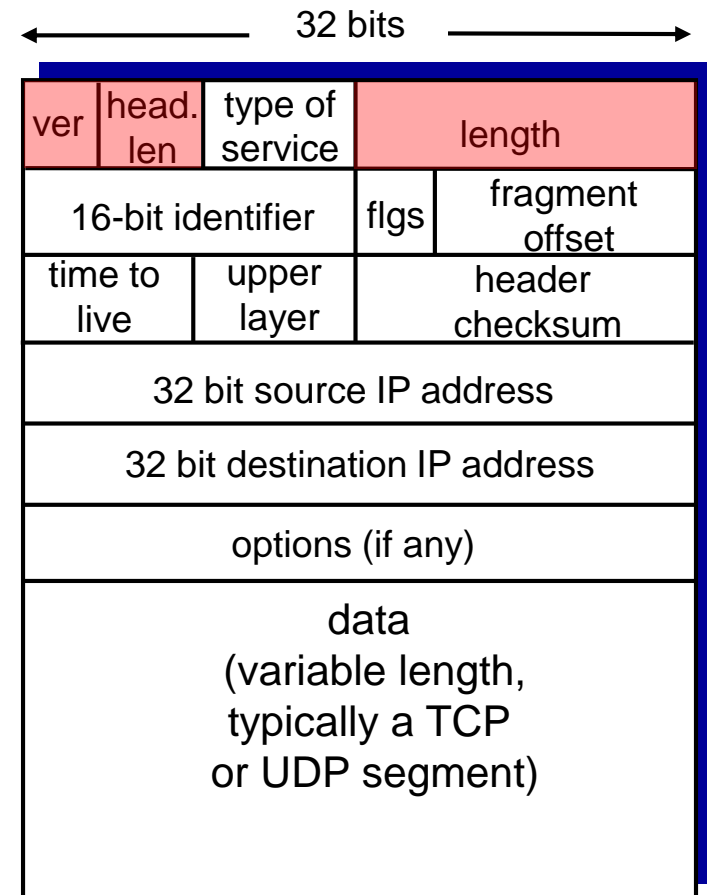 32 bits
ver
head.
len
type of
service
length
16-bit identifier
flgs
fragment
offset
time to
live
upper
layer
header
checksum
32 bit source IP address
32 bit destination IP address
options (if any)
data
(variable length,
typically a TCP
or UDP segment)